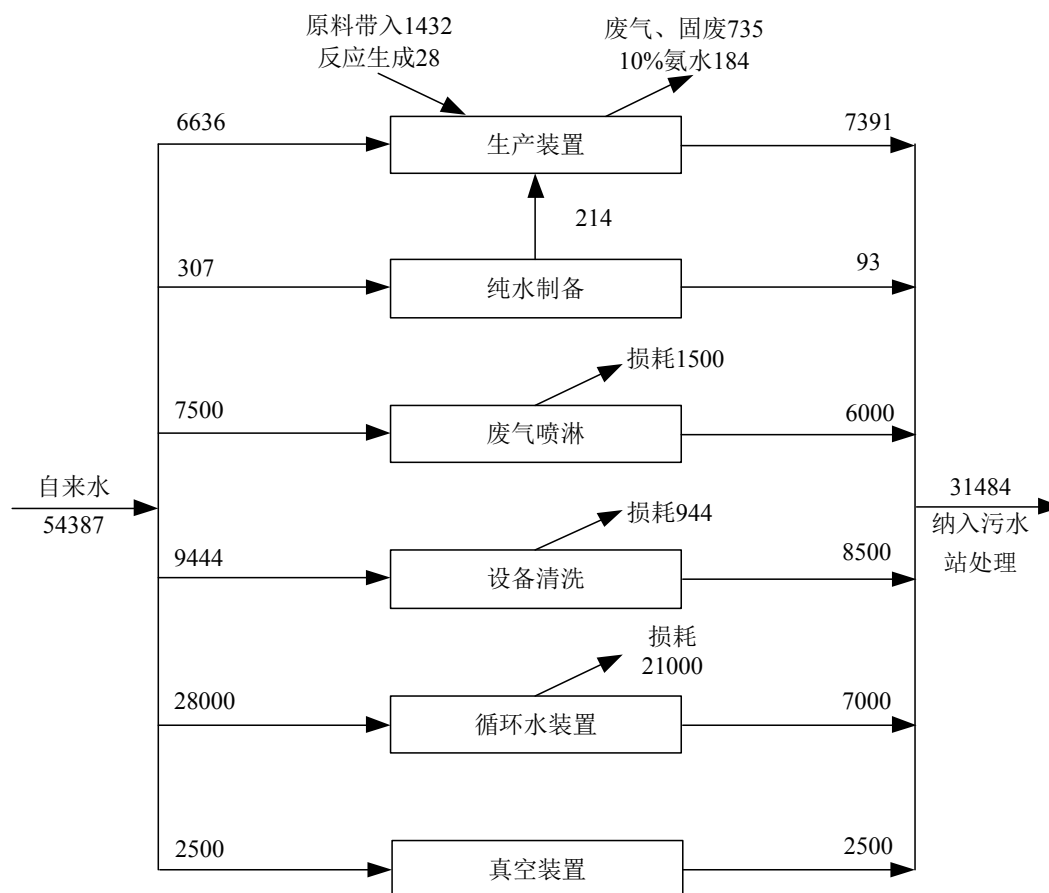 原料带入1432
反应生成28
废气、固废735
10%氨水184
6636
生产装置
7391
214
307
纯水制备
93
损耗1500
7500
废气喷淋
6000
自来水
54387
损耗944
9444
设备清洗
8500
31484
纳入污水
站处理
损耗
21000
28000
循环水装置
7000
2500
真空装置
2500